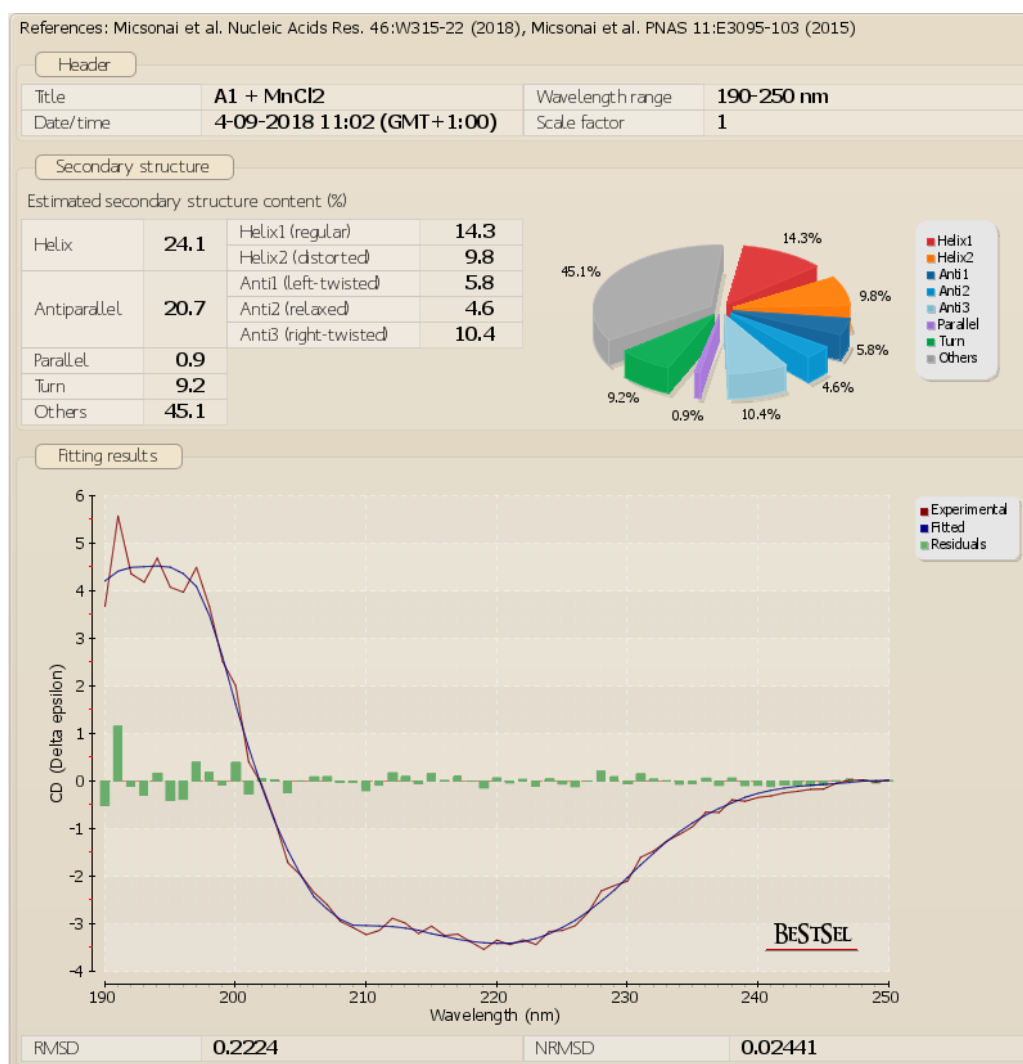 References: Micsonai et al. Nucleic Acids Res. 46:W315-22 (2018), Micsonai et al. PNAS 11:E3095-103 (2015)
Header
Title A1 + MnCl2 Wavelength range 190-250 nm
Date/time 4-09-2018 11:02 (GMT+1:00) Scale factor 1
Secondary structure
Estimated secondary structure content (%)
Helix 24.1 Helix1 (regular) 14.3
Helix2 (distorted) 9.8
Antiparallel 20.7 Anti1 (left-twisted) 5.8
Anti2 (relaxed) 4.6
Anti3 (right-twisted) 10.4
Parallel 0.9
Turn 9.2
Others 45.1
14.3%
9.8%
5.8%
4.6%
10.4%
0.9%
9.2%
45.1%
Helix1
Helix2
Anti1
Anti2
Anti3
Parallel
Turn
Others
Fitting results
6
5
4
3
2
1
0
-1
-2
-3
-4
CD (Delta epsilon)
190 200 210 220 230 240 250
Wavelength (nm)
Experimental
Fitted
Residuals
BESTSEL
RMSD 0.2224 NRMSD 0.02441